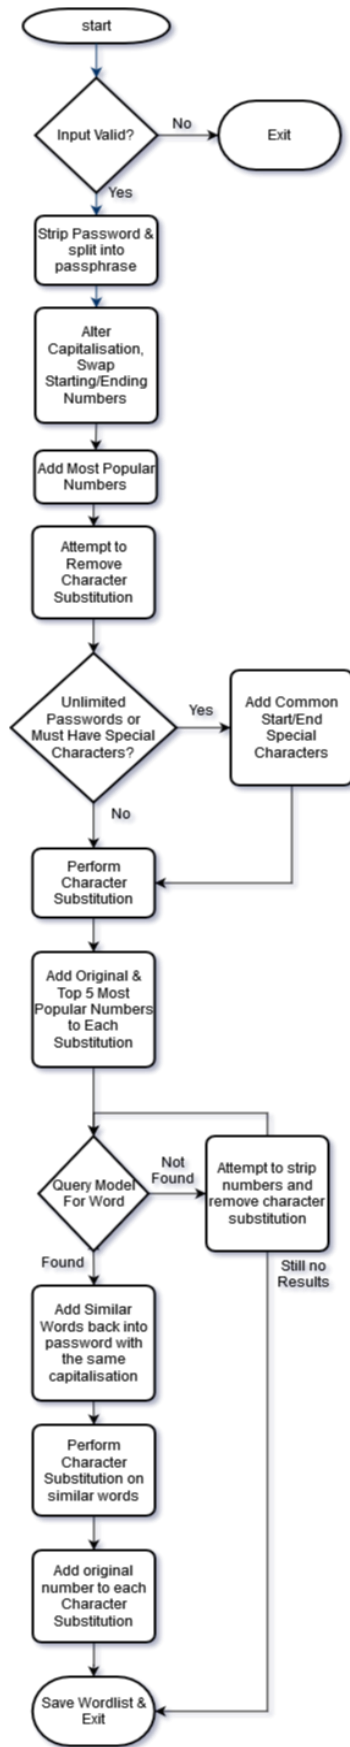 start
Input Valid?
No
Exit
Yes
Strip Password &
split into
passphrase
Alter
Capitalisation,
Swap
Starting/Ending
Numbers
Add Most Popular
Numbers
Attempt to
Remove
Character
Substitution
Unlimited
Passwords or
Must Have Special
Characters?
Yes
Add Common
Start/End
Special
Characters
No
Perform
Character
Substitution
Add Original &
Top 5 Most
Popular Numbers
to Each
Substitution
Query Model
For Word
Not
Found
Attempt to strip
numbers and
remove character
substitution
Found
Still no
Results
Add Similar
Words back into
password with
the same
capitalisation
Perform
Character
Substitution on
similar words
Add original
number to each
Character
Substitution
Save Wordlist &
Exit